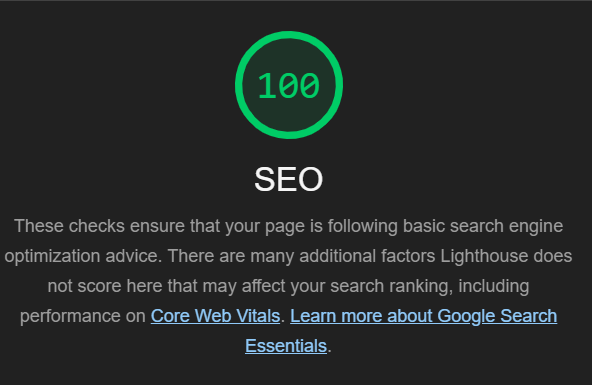 100
SEO
These checks ensure that your page is following basic search engine
optimization advice. There are many additional factors Lighthouse does
not score here that may affect your search ranking, including
performance on Core Web Vitals. Learn more about Google Search
Essentials.